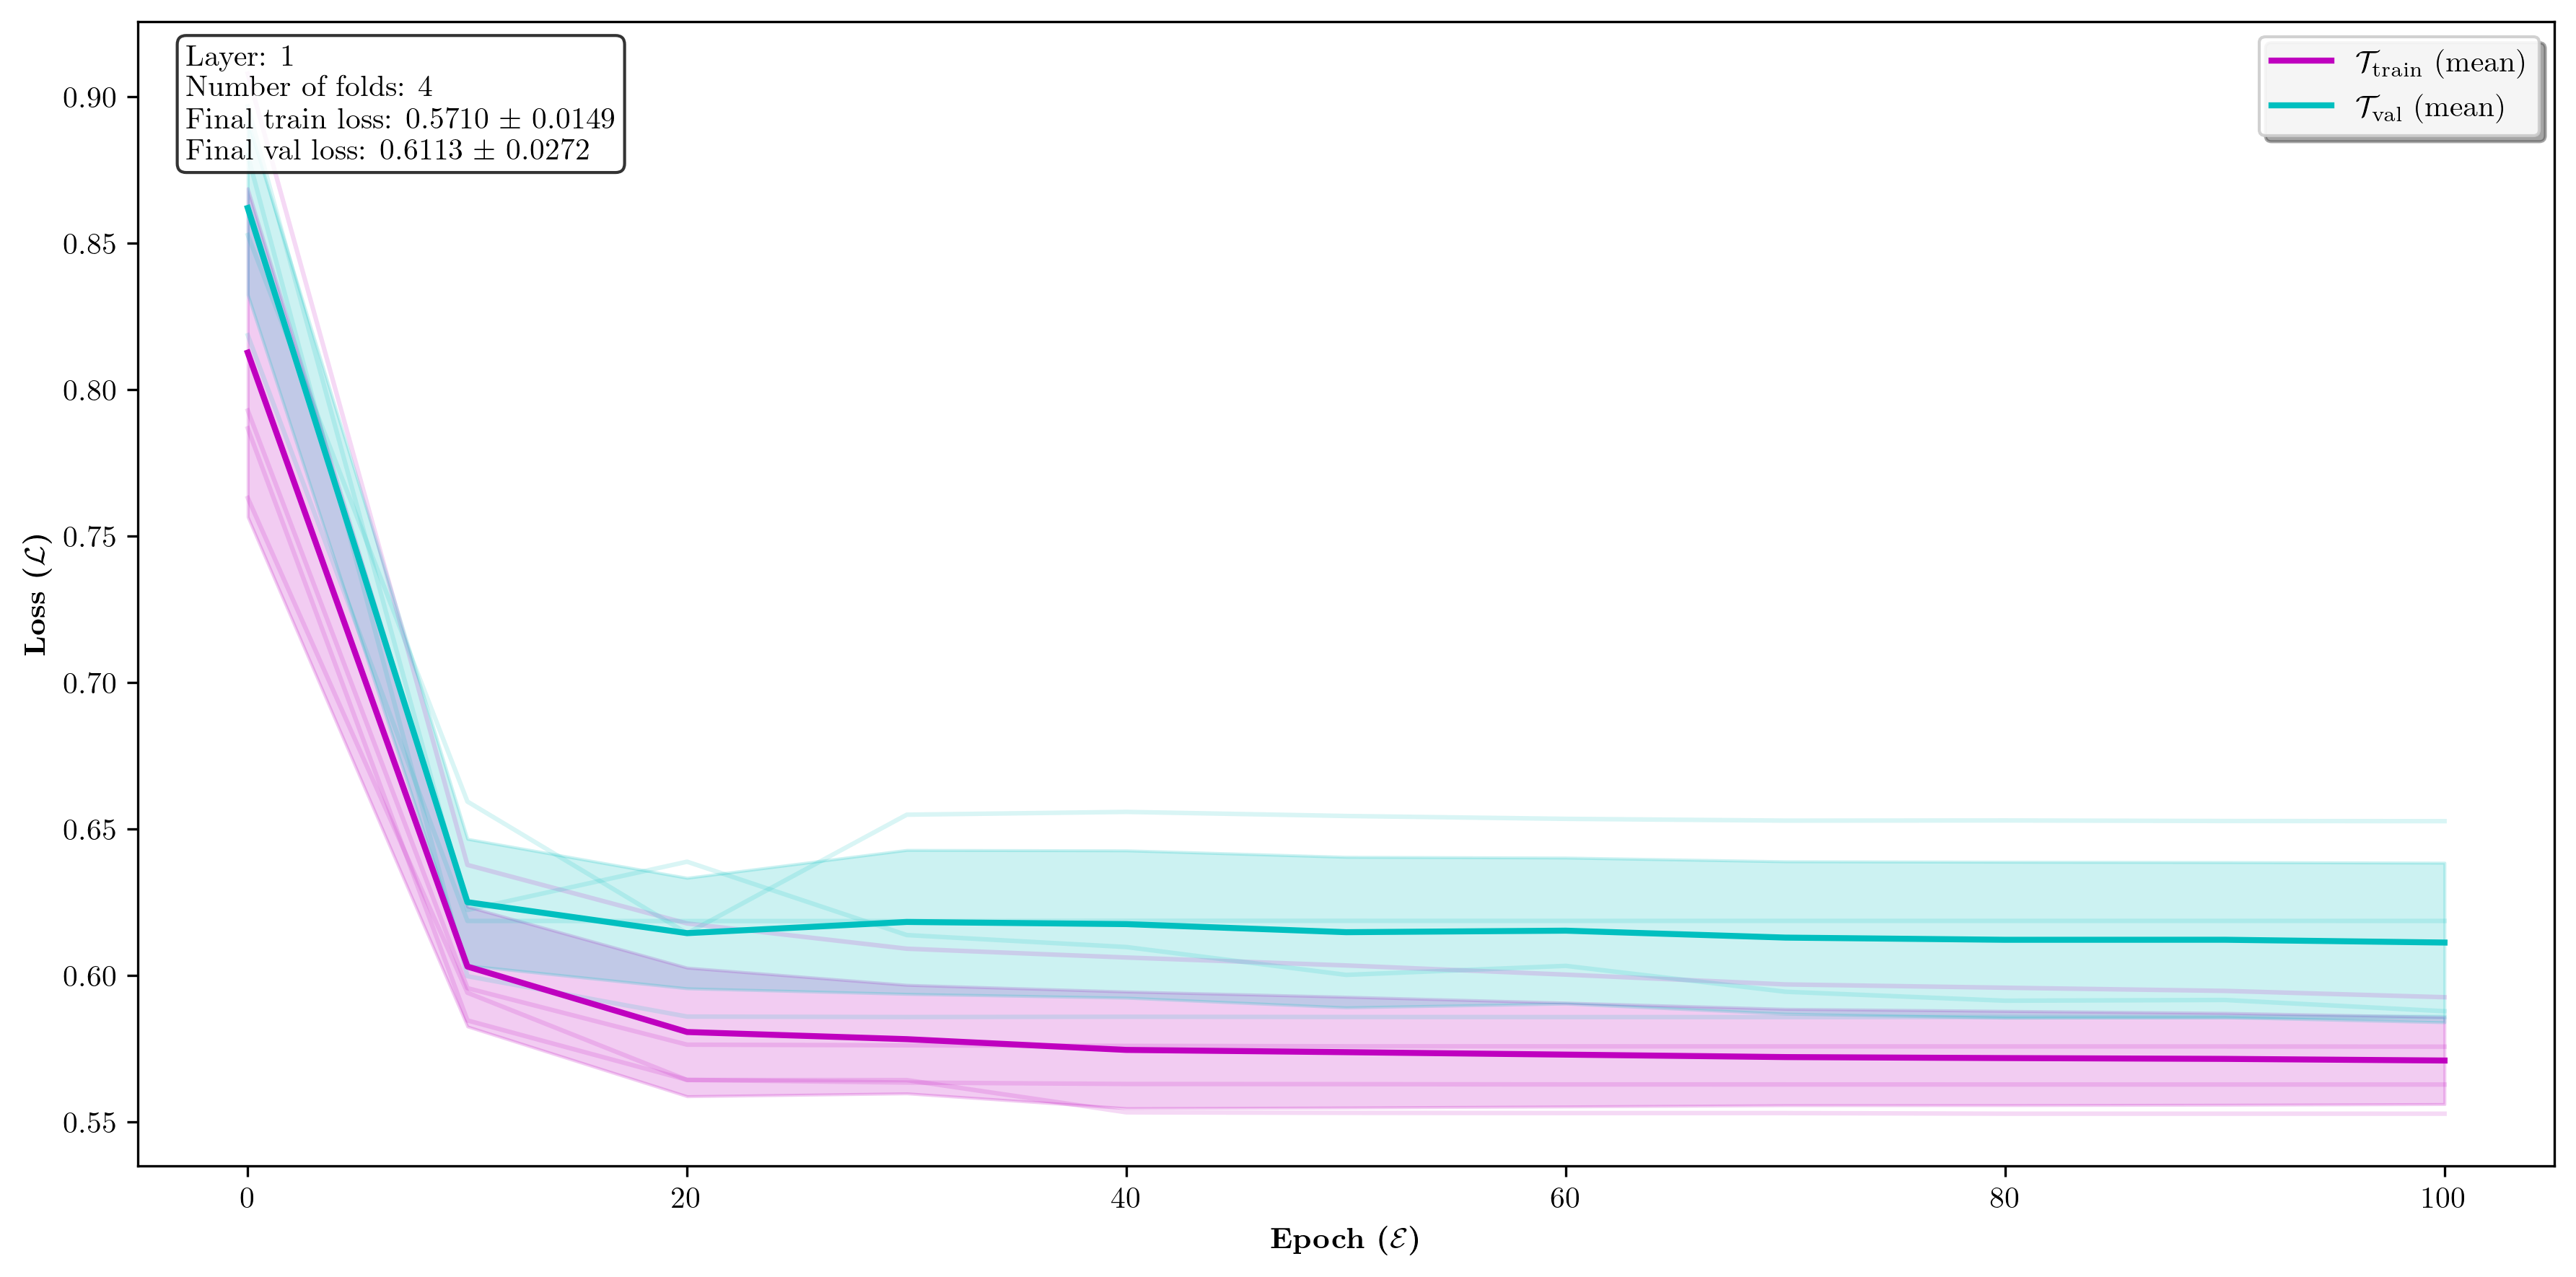 Layer: 1
Number of folds: 4
Final train loss: 0.5710 ± 0.0149
Final val loss: 0.6113 ± 0.0272
𝒯train (mean)
𝒯val (mean)
0.90
0.85
0.80
0.75
0.70
0.65
0.60
0.55
Loss (ℒ)
0 20 40 60 80 100
Epoch (ℰ)